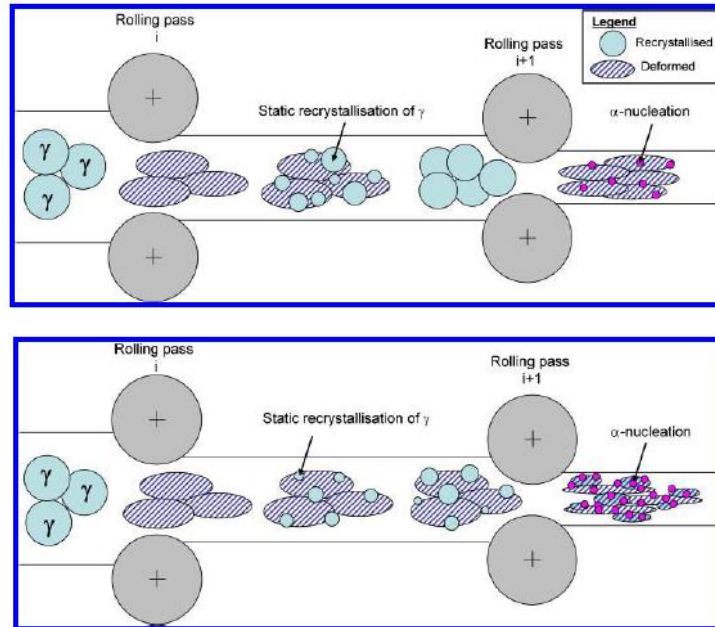 Rolling pass
i
Rolling pass
i+1
Legend
Recrystallised
Deformed
Static recrystallisation of γ
α-nucleation
γ
γ
γ
+
+
+
+
Rolling pass
i
Rolling pass
i+1
Static recrystallisation of γ
α-nucleation
γ
γ
γ
+
+
+
+